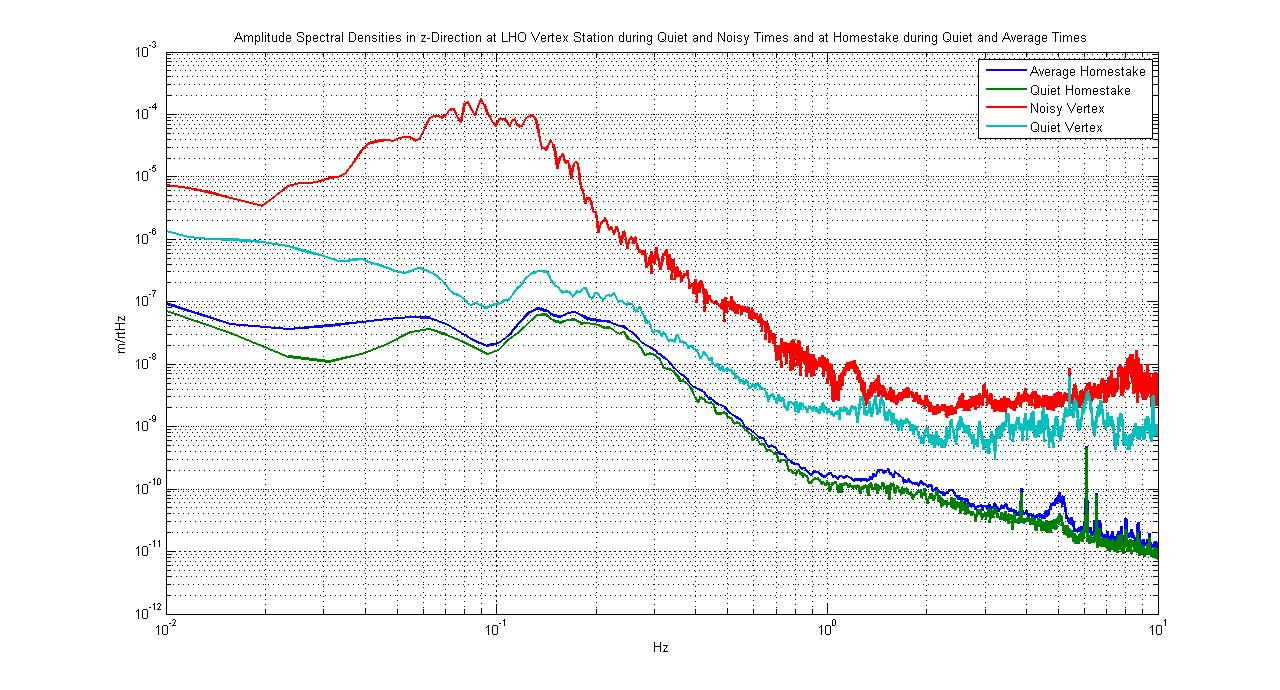 Amplitude Spectral Densities in z-Direction at LHO Vertex Station during Quiet and Noisy Times and at Homestake during Quiet and Average Times
Average Homestake
Quiet Homestake
Noisy Vertex
Quiet Vertex
10^-3
10^-4
10^-5
10^-6
10^-7
10^-8
10^-9
10^-10
10^-11
10^-12
m/rtHz
10^-2
10^-1
10^0
10^1
Hz